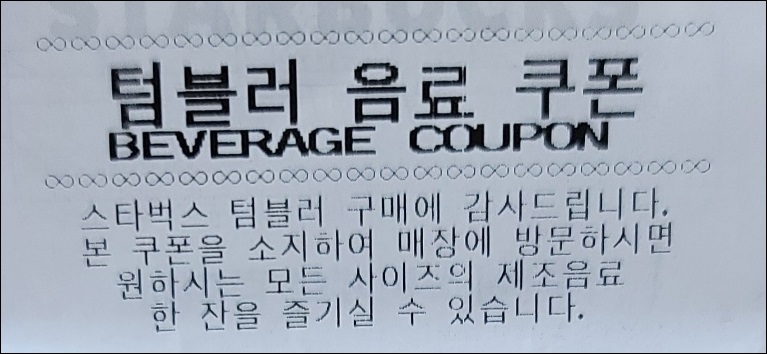 텀블러 음료 쿠폰
BEVERAGE COUPON
스타벅스 텀블러 구매에 감사드립니다.
본 쿠폰을 소지하여 매장에 방문하시면
원하시는 모든 사이즈의 제조음료
한 잔을 즐기실 수 있습니다.